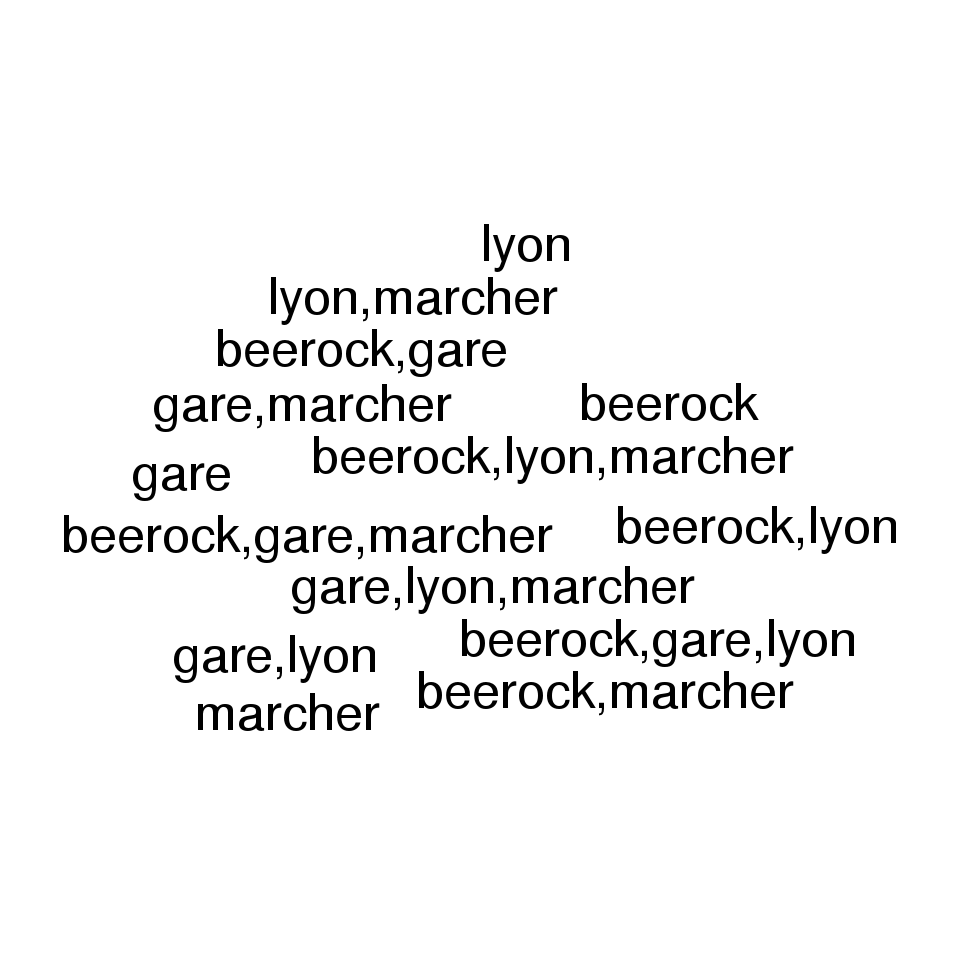 lyon
lyon,marcher
beerock,gare
gare,marcher
beerock
beerock,lyon,marcher
gare
beerock,lyon
beerock,gare,marcher
gare,lyon,marcher
beerock,gare,lyon
gare,lyon
beerock,marcher
marcher